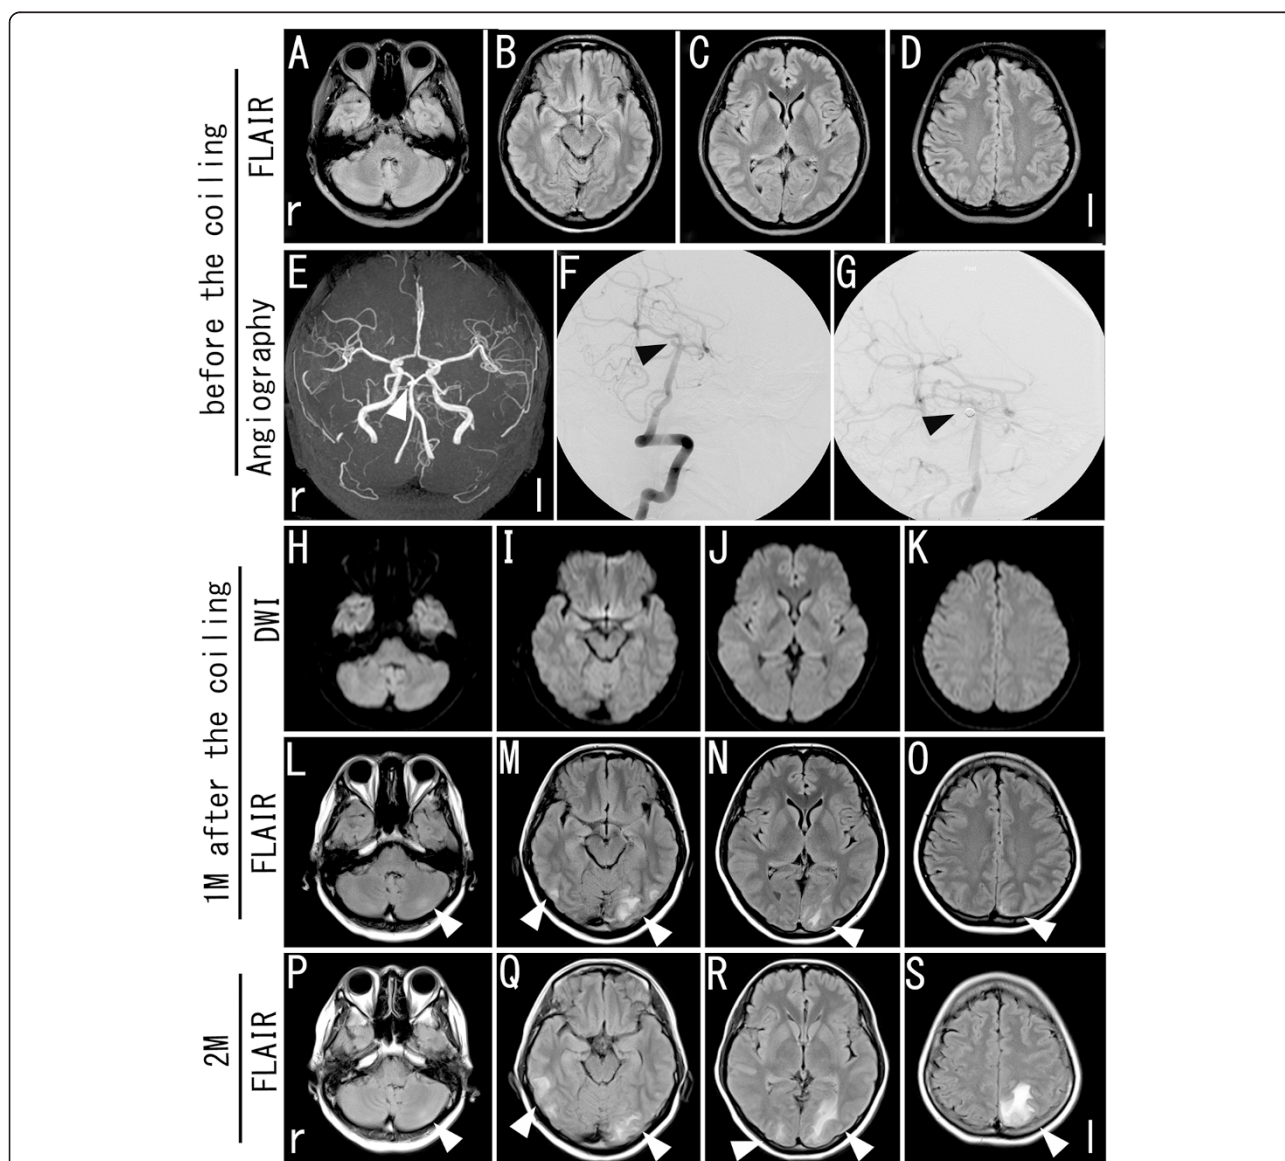 before the coiling
FLAIR
A B C D
r l
Angiography
E F G
r l
1M after the coiling
DWI
H I J K
FLAIR
L M N O
2M
FLAIR
P Q R S
r l